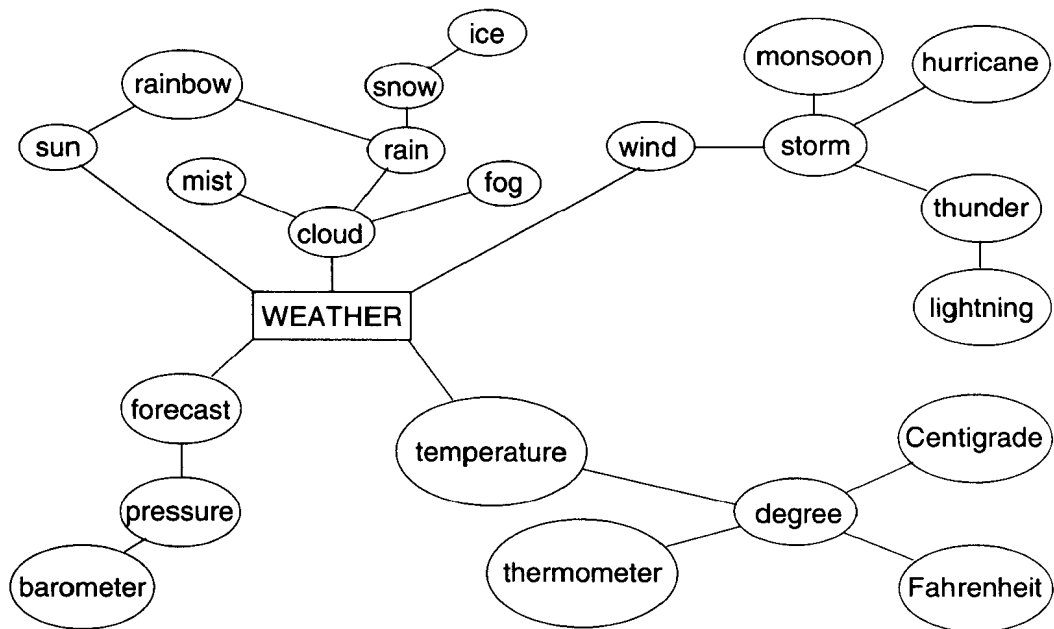 ice
monsoon
hurricane
rainbow
snow
sun
rain
wind
storm
mist
fog
thunder
cloud
lightning
WEATHER
forecast
temperature
Centigrade
pressure
degree
thermometer
barometer
Fahrenheit